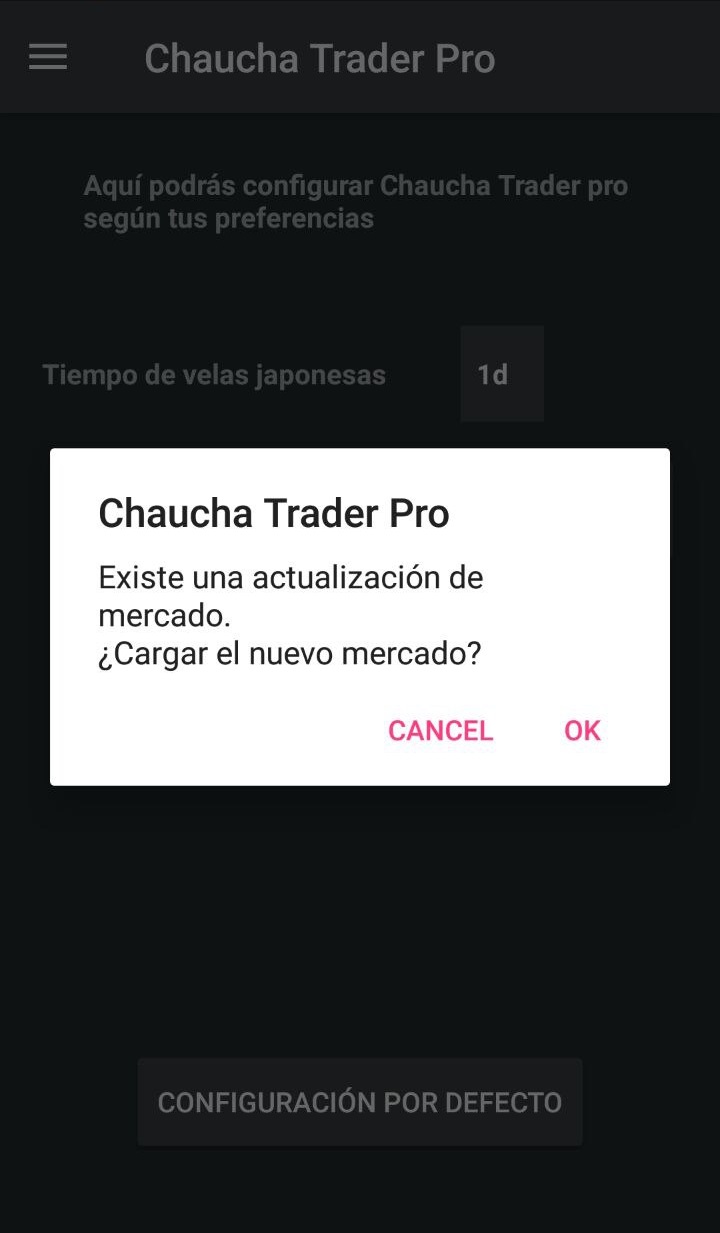 Chaucha Trader Pro
Aquí podrás configurar Chaucha Trader pro
según tus preferencias
Tiempo de velas japonesas
1d
Chaucha Trader Pro
Existe una actualización de
mercado.
¿Cargar el nuevo mercado?
CANCEL
OK
CONFIGURACIÓN POR DEFECTO